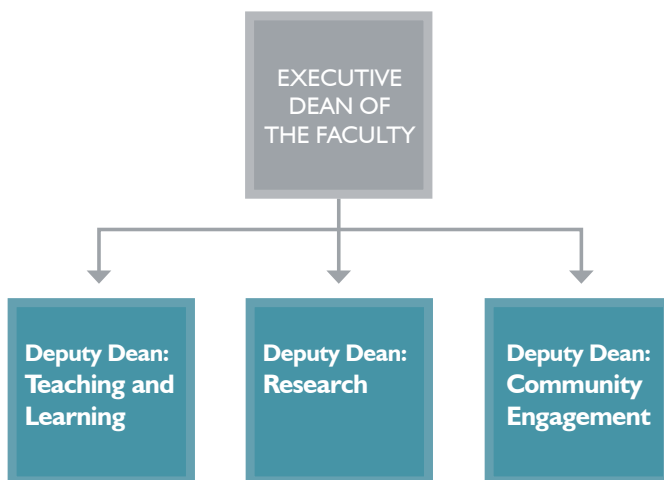 EXECUTIVE
DEAN OF
THE FACULTY
Deputy Dean:
Teaching and
Learning
Deputy Dean:
Research
Deputy Dean:
Community
Engagement